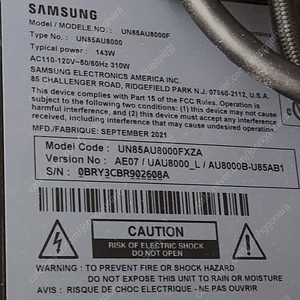 SAMSUNG
Model / MODELE NO. : UN85AU8000F
Type No. : UN85AU8000
Typical power : 143W
AC110-120V~50/60Hz 310W
SAMSUNG ELECTRONICS AMERICA INC.
85 CHALLENGER ROAD, RIDGEFIELD PARK N.J. 07660-2112, U.S.A.
This device complies with Part 15 of the FCC Rules. Operation is
subject to the following two conditions: (1) this device may not
cause harmful interference, and (2) this device must accept any
interference received, including interference that may cause
undesired operation.
MFD./FABRIQUE: SEPTEMBER 2021
Model Code : UN85AU8000FXZA
Version No : AE07 / UAU8000_L / AU8000B-U85AB1
S/N : 0BRY3CBR902608A
CAUTION
RISK OF ELECTRIC SHOCK
DO NOT OPEN
WARNING : TO PREVENT FIRE OR SHOCK HAZARD
DO NOT EXPOSE THIS UNIT TO RAIN OR MOISTURE
AVIS : RISQUE DE CHOC ELECTRIQUE - NE PAS